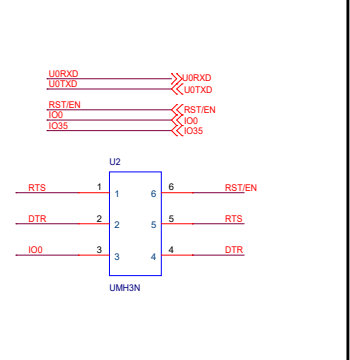 U0RXD U0RXD
U0TXD U0TXD
RST/EN RST/EN
IO0 IO0
IO35 IO35
U2
RTS 1 1 6 6 RST/EN
DTR 2 2 5 5 RTS
IO0 3 3 4 4 DTR
UMH3N